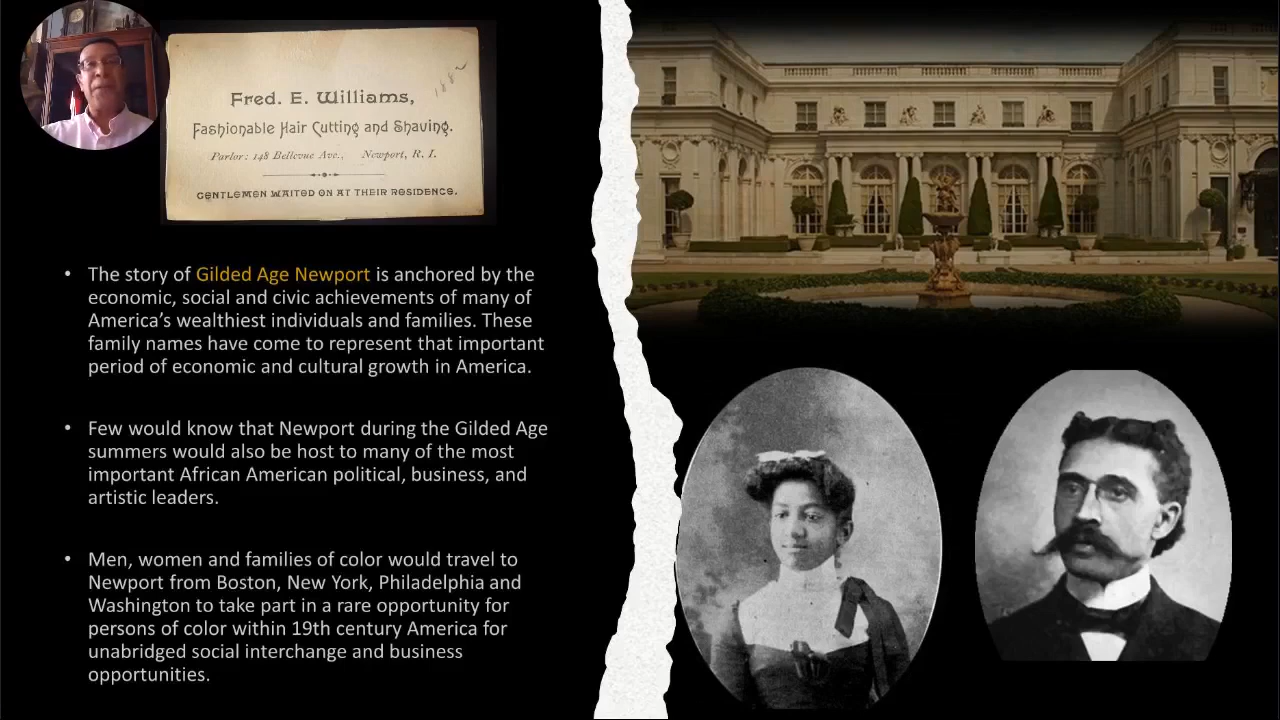 Fred. E. Williams,
Fashionable Hair Cutting and Shaving.
Parlor: 148 Bellevue Ave., Newport, R. I.
GENTLEMEN WAITED ON AT THEIR RESIDENCE.
1882
• The story of Gilded Age Newport is anchored by the
economic, social and civic achievements of many of
America’s wealthiest individuals and families. These
family names have come to represent that important
period of economic and cultural growth in America.
• Few would know that Newport during the Gilded Age
summers would also be host to many of the most
important African American political, business, and
artistic leaders.
• Men, women and families of color would travel to
Newport from Boston, New York, Philadelphia and
Washington to take part in a rare opportunity for
persons of color within 19th century America for
unabridged social interchange and business
opportunities.